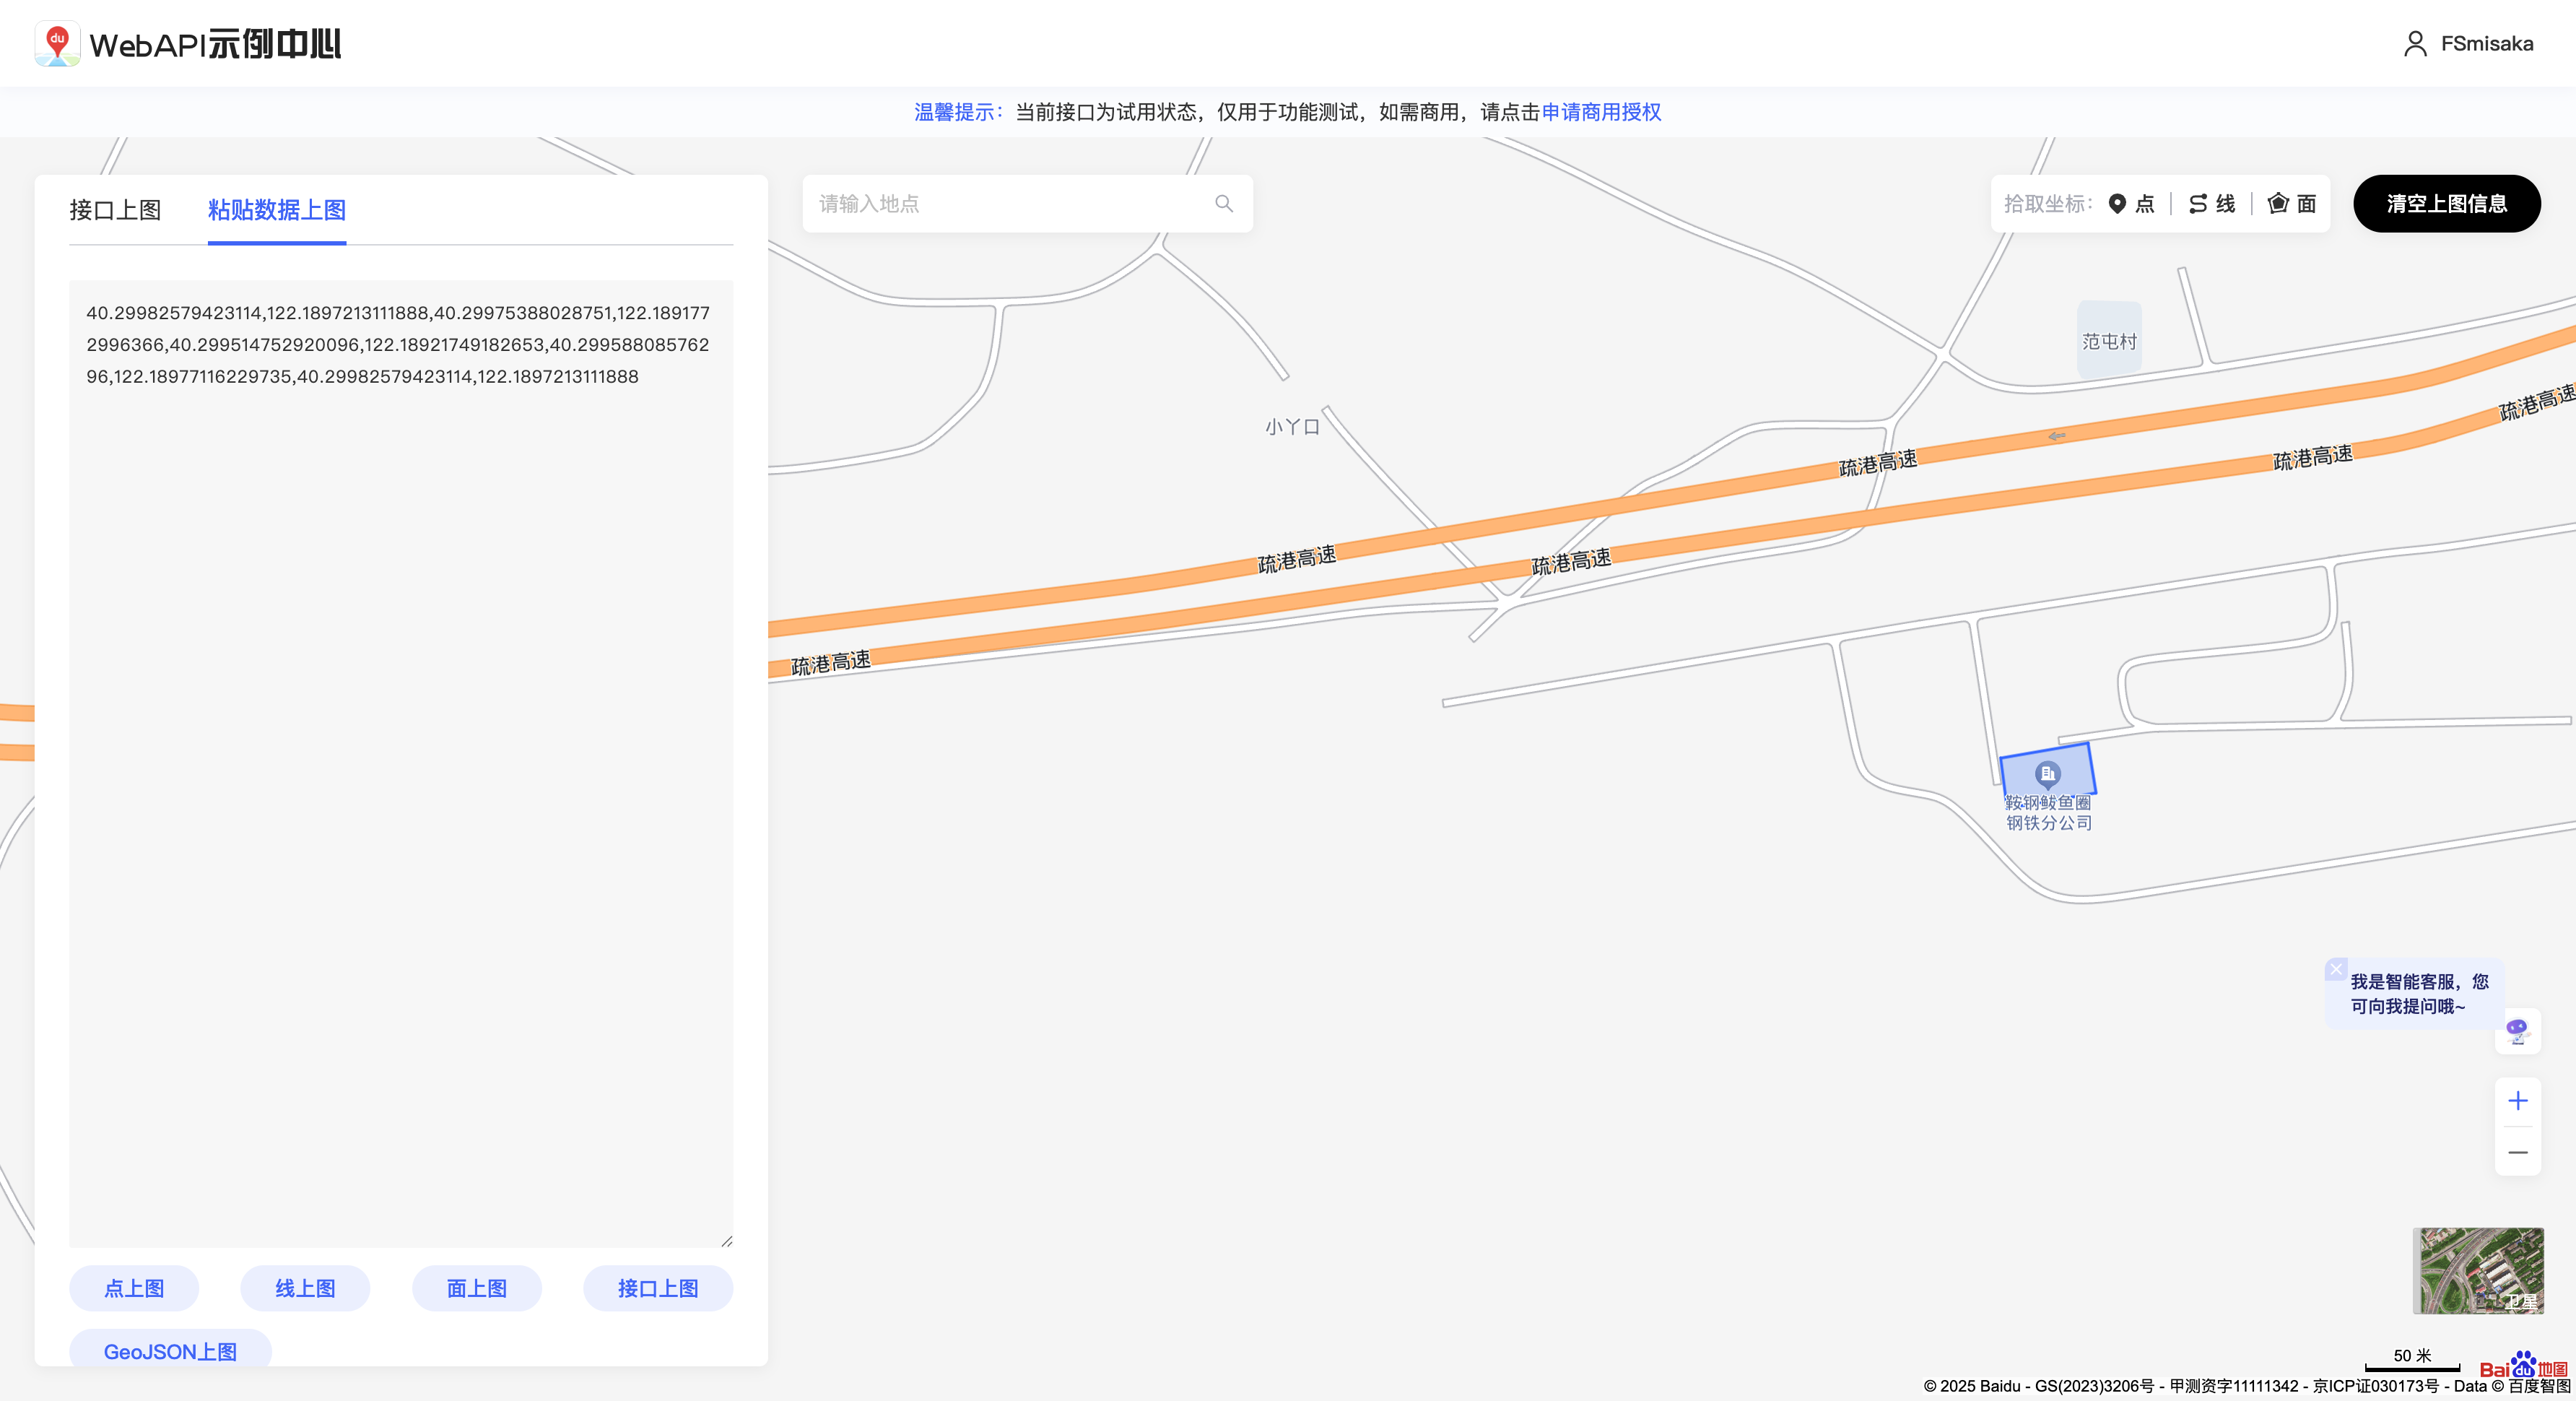 WebAPI示例中心
FSmisaka
温馨提示：当前接口为试用状态，仅用于功能测试，如需商用，请点击申请商用授权
接口上图
粘贴数据上图
请输入地点
拾取坐标：
点
线
面
清空上图信息
40.29982579423114,122.1897213111888,40.29975388028751,122.189177
2996366,40.299514752920096,122.18921749182653,40.299588085762
96,122.18977116229735,40.29982579423114,122.1897213111888
范屯村
疏港高速
小丫口
疏港高速
疏港高速
疏港高速
疏港高速
疏港高速
鞍钢鲅鱼圈
钢铁分公司
我是智能客服，您
可向我提问哦~
点上图
线上图
面上图
接口上图
GeoJSON上图
卫星
50 米
Bai du 地图
© 2025 Baidu - GS(2023)3206号 - 甲测资字11111342 - 京ICP证030173号 - Data © 百度智图